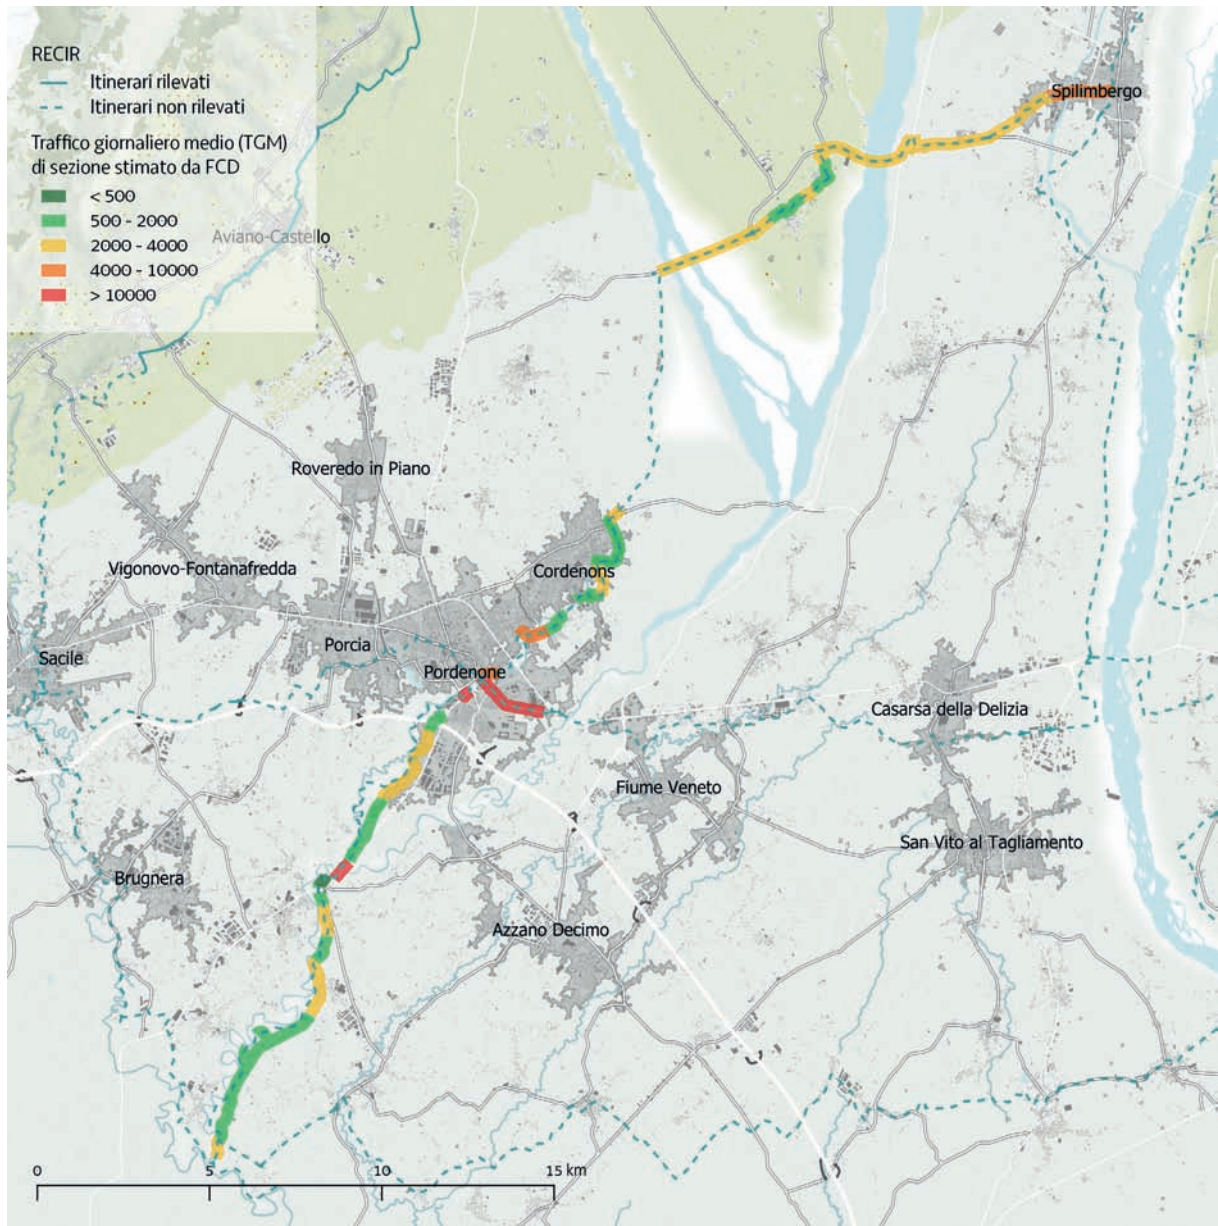 RECIR
Itinerari rilevati
Itinerari non rilevati
Traffico giornaliero medio (TGM)
di sezione stimato da FCD
< 500
500 - 2000
2000 - 4000
4000 - 10000
> 10000
Spilimbergo
Aviano-Castello
Roveredo in Piano
Vigonovo-Fontanafredda
Cordenons
Porcia
Sacile
Pordenone
Casarsa della Delizia
Fiume Veneto
San Vito al Tagliamento
Brugnera
Azzano Decimo
0 5 10 15 km